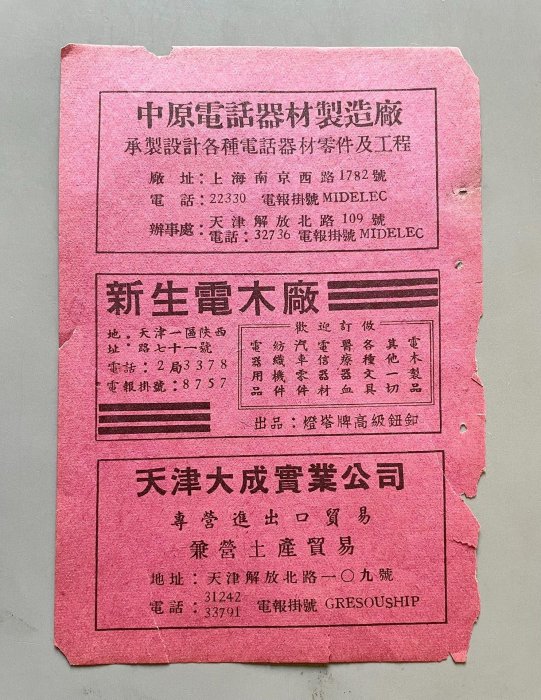 中原電話器材製造廠
承製設計各種電話器材零件及工程
廠址：上海南京西路1782號
電話：22330 電報掛號 MIDELEC
辦事處：天津解放北路109號
電話：32736 電報掛號 MIDELEC
新生電木廠
地址：天津一區陝西路七十一號
電話：2局3378
電報掛號：8757
歡迎訂做
電器用品
紡織機件
汽車零件
電信器材
醫療器皿
各種文具
其他一切
電木製品
出品：燈塔牌高級鈕釦
天津大成實業公司
專營進出口貿易
兼營土產貿易
地址：天津解放北路一〇九號
電話：31242
33791 電報掛號 GRESOUSHIP